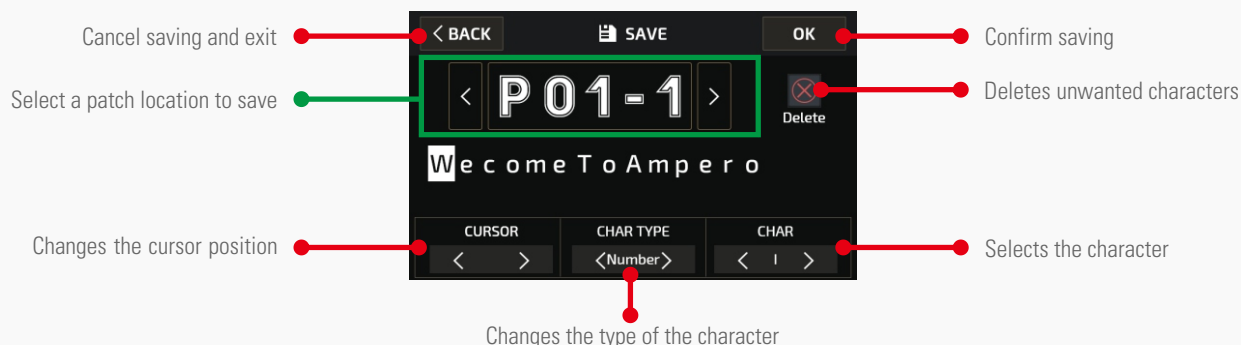 Cancel saving and exit
< BACK
SAVE
OK
Confirm saving
Select a patch location to save
< P01-1 >
Delete
Deletes unwanted characters
WecomeToAmpero
Changes the cursor position
CURSOR
CHAR TYPE
CHAR
< >
<Number>
< I >
Selects the character
Changes the type of the character